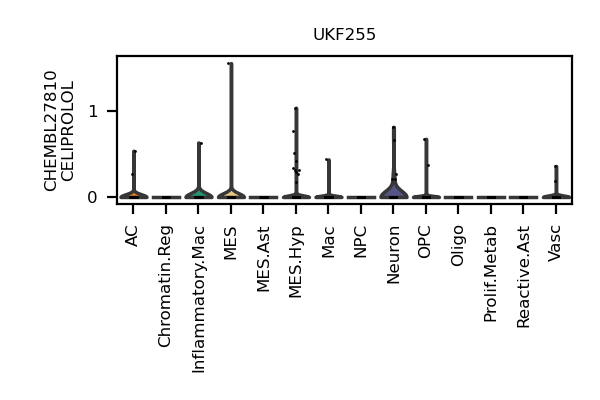 UKF255
CHEMBL27810
CELIPROLOL
1
0
AC
Chromatin.Reg
Inflammatory.Mac
MES
MES.Ast
MES.Hyp
Mac
NPC
Neuron
OPC
Oligo
Prolif.Metab
Reactive.Ast
Vasc